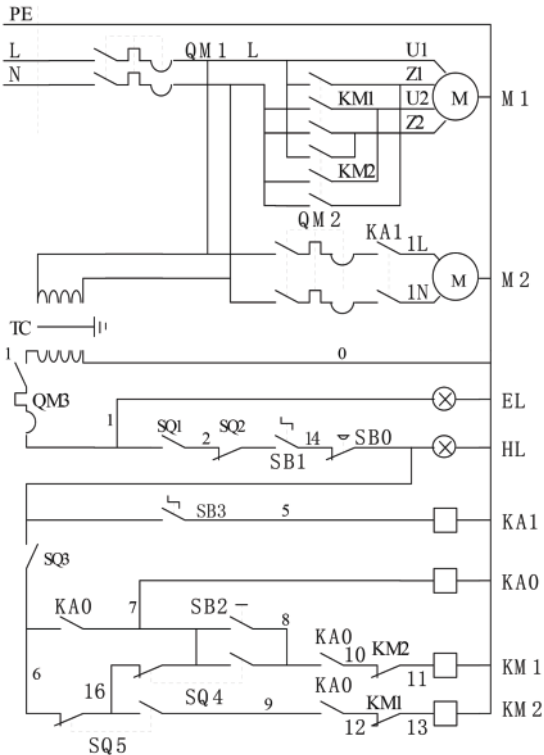 PE
L QM1 L U1
N Z1
KM1 U2 M M1
Z2
KM2
QM2
KA1 1L
M M2
1N
TC
1 0
QM3
1 EL
SQ1 2 SQ2 14 SB0 HL
SB1
SB3 5 KA1
SQ3
KA0
KA0 7 SB2 8
KA0 10 KM2 11 KM1
6 16
SQ4 9 KA0 12 KM1 13 KM2
SQ5